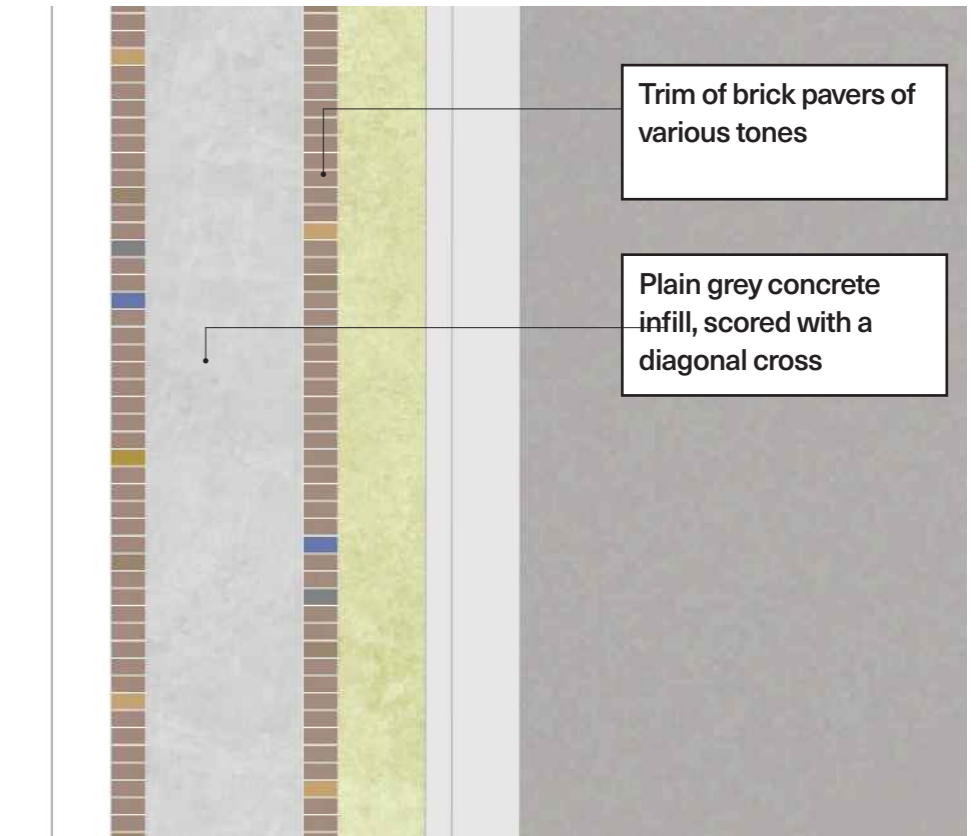 Trim of brick pavers of
various tones
Plain grey concrete
infill, scored with a
diagonal cross